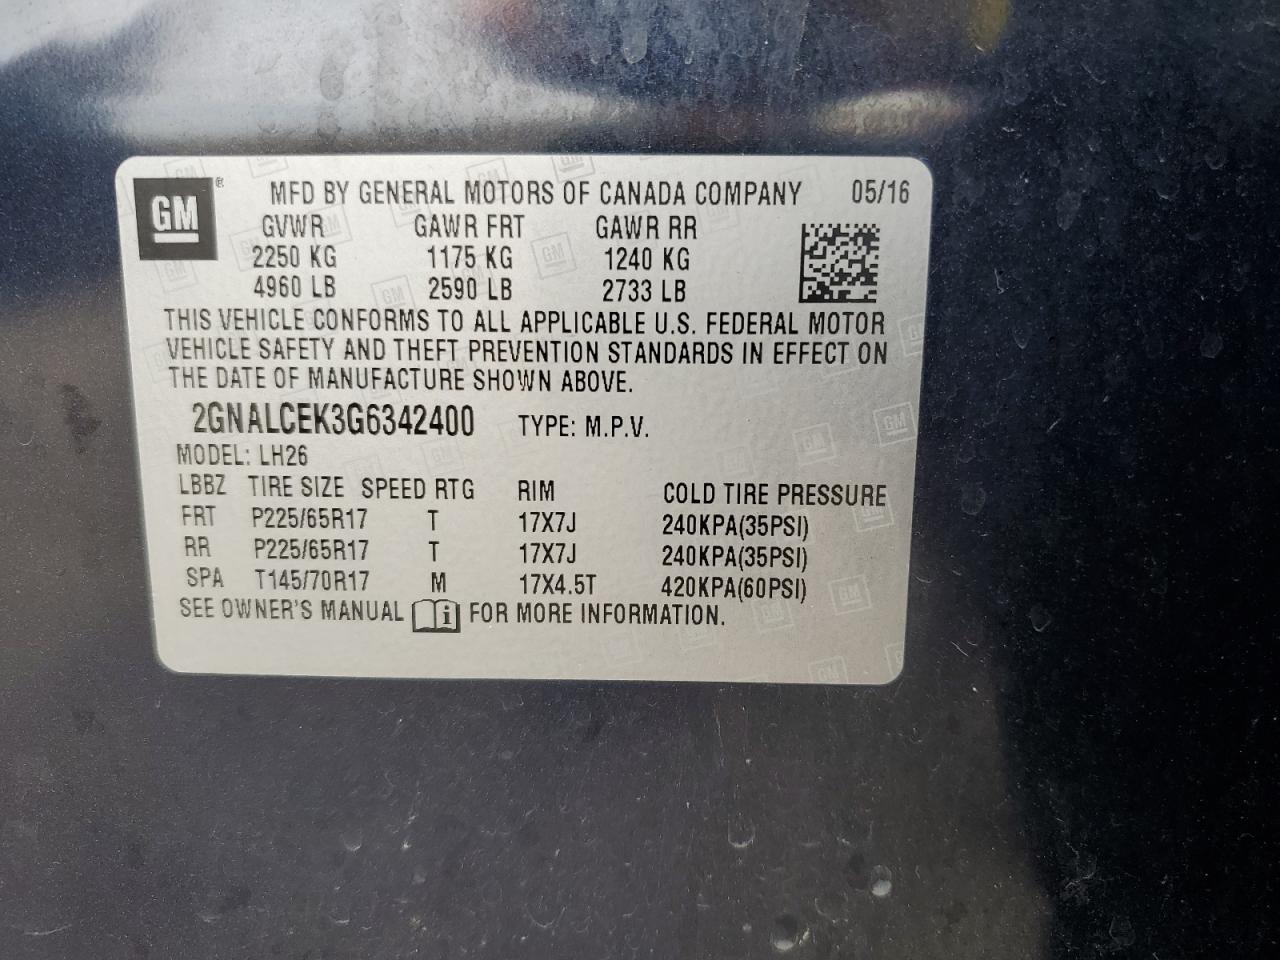 GM ® MFD BY GENERAL MOTORS OF CANADA COMPANY 05/16
GVWR GAWR FRT GAWR RR
2250 KG 1175 KG 1240 KG
4960 LB 2590 LB 2733 LB
THIS VEHICLE CONFORMS TO ALL APPLICABLE U.S. FEDERAL MOTOR
VEHICLE SAFETY AND THEFT PREVENTION STANDARDS IN EFFECT ON
THE DATE OF MANUFACTURE SHOWN ABOVE.
2GNALCEK3G6342400 TYPE: M.P.V.
MODEL: LH26
LBBZ TIRE SIZE SPEED RTG RIM COLD TIRE PRESSURE
FRT P225/65R17 T 17X7J 240KPA(35PSI)
RR P225/65R17 T 17X7J 240KPA(35PSI)
SPA T145/70R17 M 17X4.5T 420KPA(60PSI)
SEE OWNER'S MANUAL i FOR MORE INFORMATION.